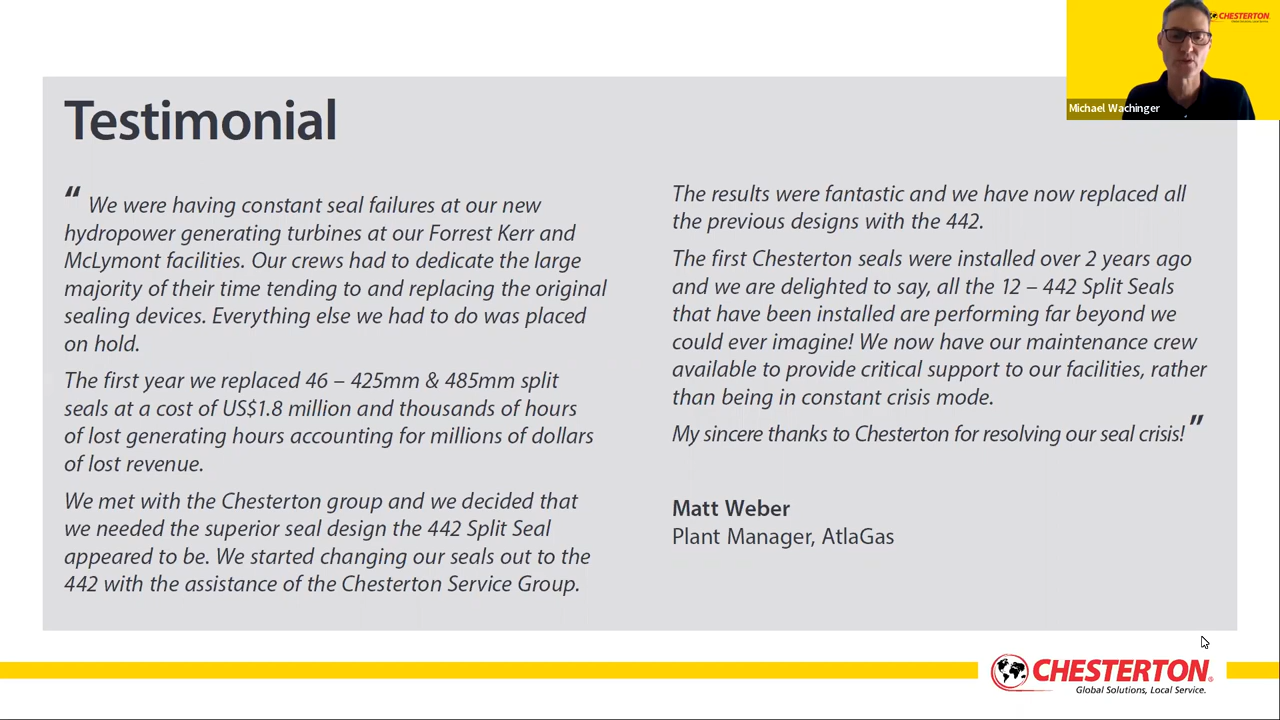 CHESTERTON
Michael Wachinger
Testimonial
“ We were having constant seal failures at our new
hydropower generating turbines at our Forrest Kerr and
McLymont facilities. Our crews had to dedicate the large
majority of their time tending to and replacing the original
sealing devices. Everything else we had to do was placed
on hold.
The first year we replaced 46 – 425mm & 485mm split
seals at a cost of US$1.8 million and thousands of hours
of lost generating hours accounting for millions of dollars
of lost revenue.
We met with the Chesterton group and we decided that
we needed the superior seal design the 442 Split Seal
appeared to be. We started changing our seals out to the
442 with the assistance of the Chesterton Service Group.
The results were fantastic and we have now replaced all
the previous designs with the 442.
The first Chesterton seals were installed over 2 years ago
and we are delighted to say, all the 12 – 442 Split Seals
that have been installed are performing far beyond we
could ever imagine! We now have our maintenance crew
available to provide critical support to our facilities, rather
than being in constant crisis mode.
My sincere thanks to Chesterton for resolving our seal crisis! ”
Matt Weber
Plant Manager, AtlaGas
CHESTERTON®
Global Solutions, Local Service.